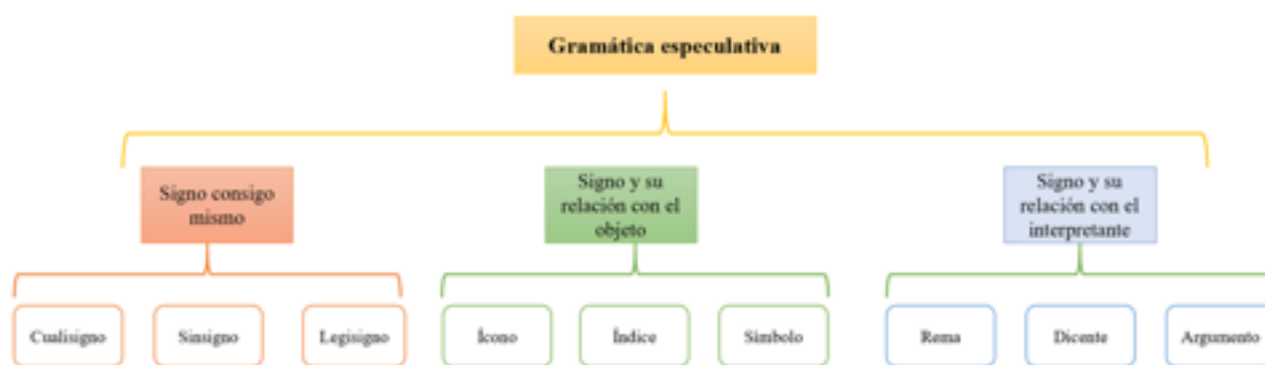 Gramática especulativa
Signo consigo
mismo
Signo y su
relación con el
objeto
Signo y su
relación con el
interpretante
Cualisigno
Sinsigno
Legisigno
Ícono
Índice
Símbolo
Rema
Dicente
Argumento